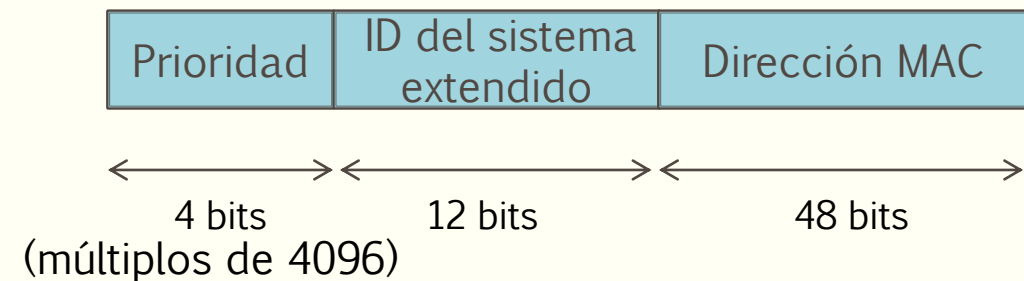 Prioridad
ID del sistema
extendido
Dirección MAC
4 bits
12 bits
48 bits
(múltiplos de 4096)